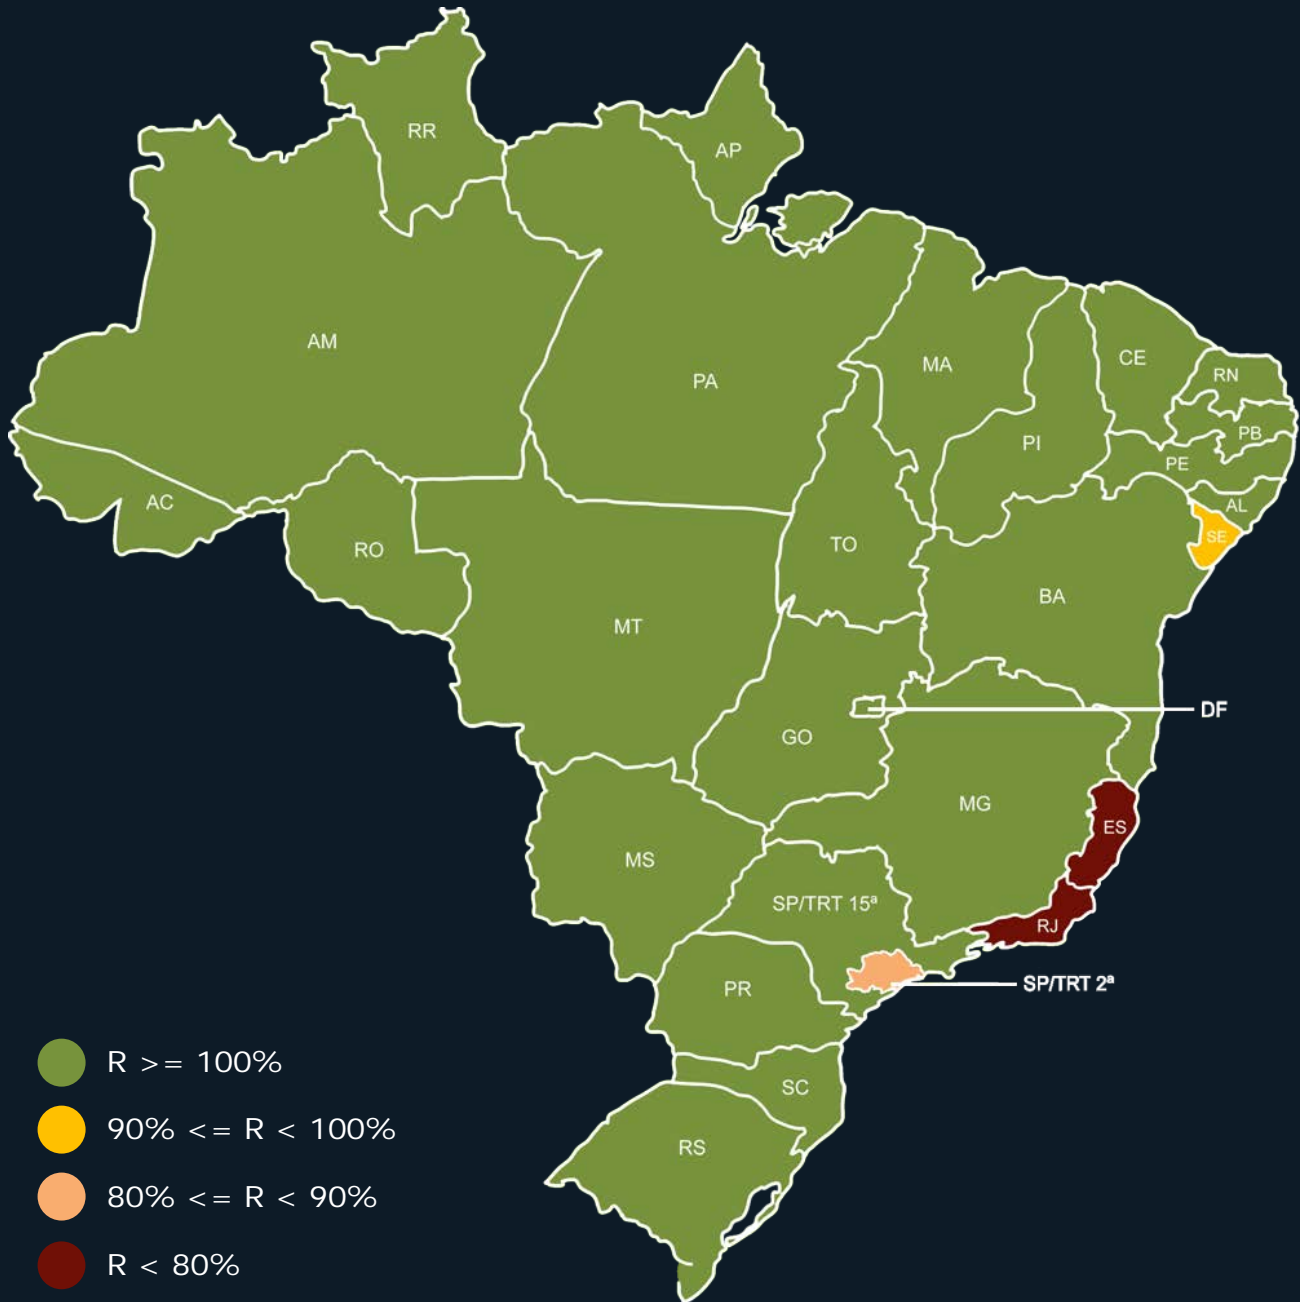 RR
AP
AM
PA
MA
CE
RN
PI
PB
PE
AC
AL
RO
TO
SE
BA
MT
DF
GO
MG
ES
MS
SP/TRT 15ª
RJ
SP/TRT 2ª
PR
SC
RS
R >= 100%
90% <= R < 100%
80% <= R < 90%
R < 80%